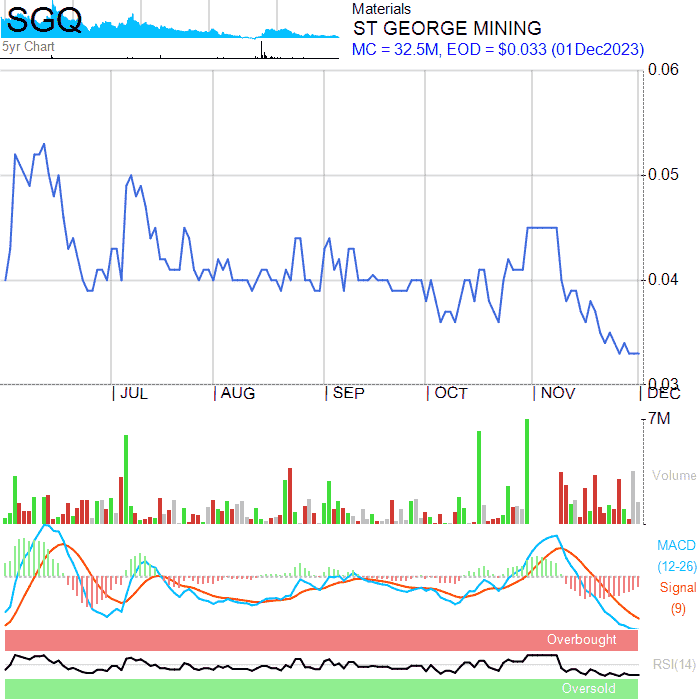 SGQ
5yr Chart
Materials
ST GEORGE MINING
MC = 32.5M, EOD = $0.033 (01Dec2023)
0.06
0.05
0.04
0.03
JUL
AUG
SEP
OCT
NOV
DEC
7M
Volume
MACD
(12-26)
Signal
(9)
Overbought
RSI(14)
Oversold